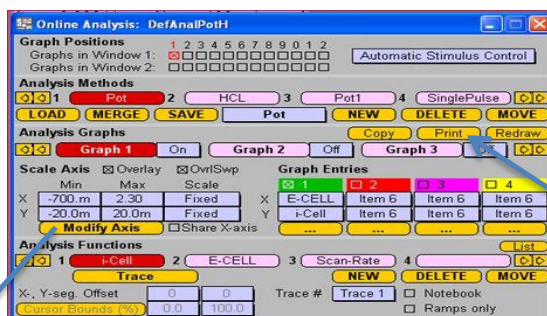 Online Analysis: DefAnalPotH
Graph Positions 1 2 3 4 5 6 7 8 9 0 1 2
Graphs in Window 1: Automatic Stimulus Control
Graphs in Window 2:
Analysis Methods
1 Pot 2 HCL 3 Pot1 4 SinglePulse
LOAD MERGE SAVE Pot NEW DELETE MOVE
Analysis Graphs Copy Print Redraw
Graph 1 On Graph 2 Off Graph 3
Scale Axis Overlay OvrlSwp Graph Entries
Min Max Scale 1 2 3 4
X -700.m 2.30 Fixed X E-CELL Item 6 Item 6 Item 6
Y -20.0m 20.0m Fixed Y i-Cell Item 6 Item 6 Item 6
Modify Axis Share X-axis ... ... ... ...
Analysis Functions List
1 i-Cell 2 E-CELL 3 Scan-Rate 4
Trace NEW DELETE MOVE
X-, Y-seg. Offset 0 0 Trace # Trace 1 Notebook
Cursor Bounds (%) 0.0 100.0 Ramps only